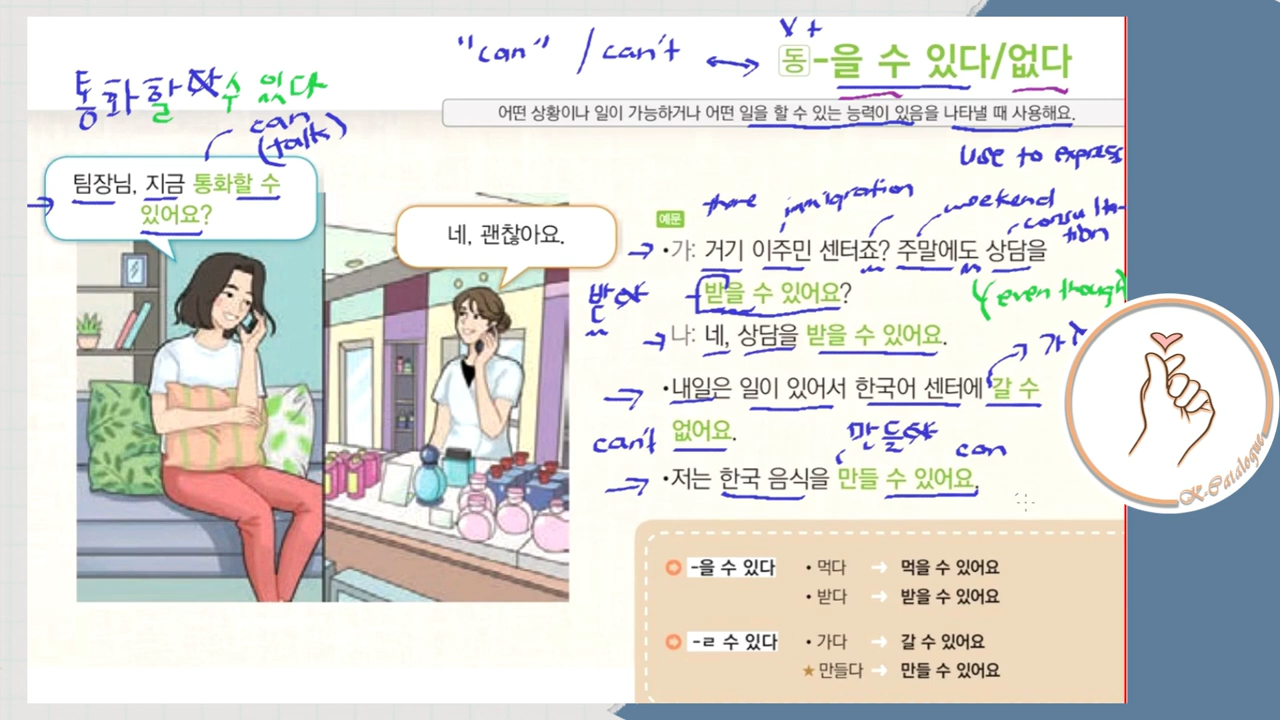 "can" / can't ↔ V +
동-을 수 있다/없다
통화할 수 있다
어떤 상황이나 일이 가능하거나 어떤 일을 할 수 있는 능력이 있음을 나타낼 때 사용해요.
can
(talk)
use to express
팀장님, 지금 통화할 수
있어요?
네, 괜찮아요.
예문
there immigration weekend consultation
•가: 거기 이주민 센터죠? 주말에도 상담을
받을 수 있어요?
받다
even though
나: 네, 상담을 받을 수 있어요.
가다
•내일은 일이 있어서 한국어 센터에 갈 수
없어요.
can't
만들다 can
•저는 한국 음식을 만들 수 있어요.
-을 수 있다 •먹다 → 먹을 수 있어요
•받다 → 받을 수 있어요
-ㄹ 수 있다 •가다 → 갈 수 있어요
★만들다 → 만들 수 있어요
K-Catalogue